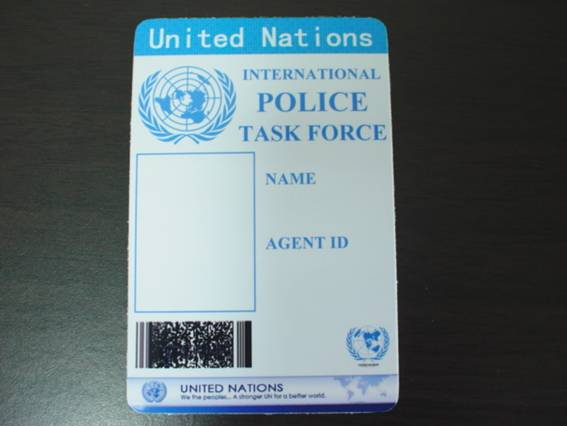 United Nations
INTERNATIONAL
POLICE
TASK FORCE
NAME
AGENT ID
UNITED NATIONS
We the peoples... A stronger UN for a better world.